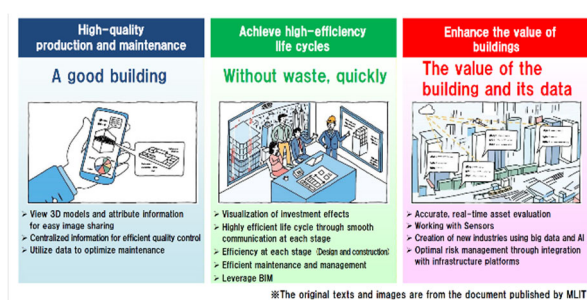 High-quality
production and maintenance
A good building
View 3D models and attribute information
for easy image sharing
Centralized information for efficient quality control
Utilize data to optimize maintenance
Achieve high-efficiency
life cycles
Without waste, quickly
Visualization of investment effects
Highly efficient life cycle through smooth
communication at each stage
Efficiency at each stage (Design and construction)
Efficient maintenance and management
Leverage BIM
Enhance the value of
buildings
The value of the
building and its data
Accurate, real-time asset evaluation
Working with Sensors
Creation of new industries using big data and AI
Optimal risk management through integration
with infrastructure platforms
※The original texts and images are from the document published by MLIT